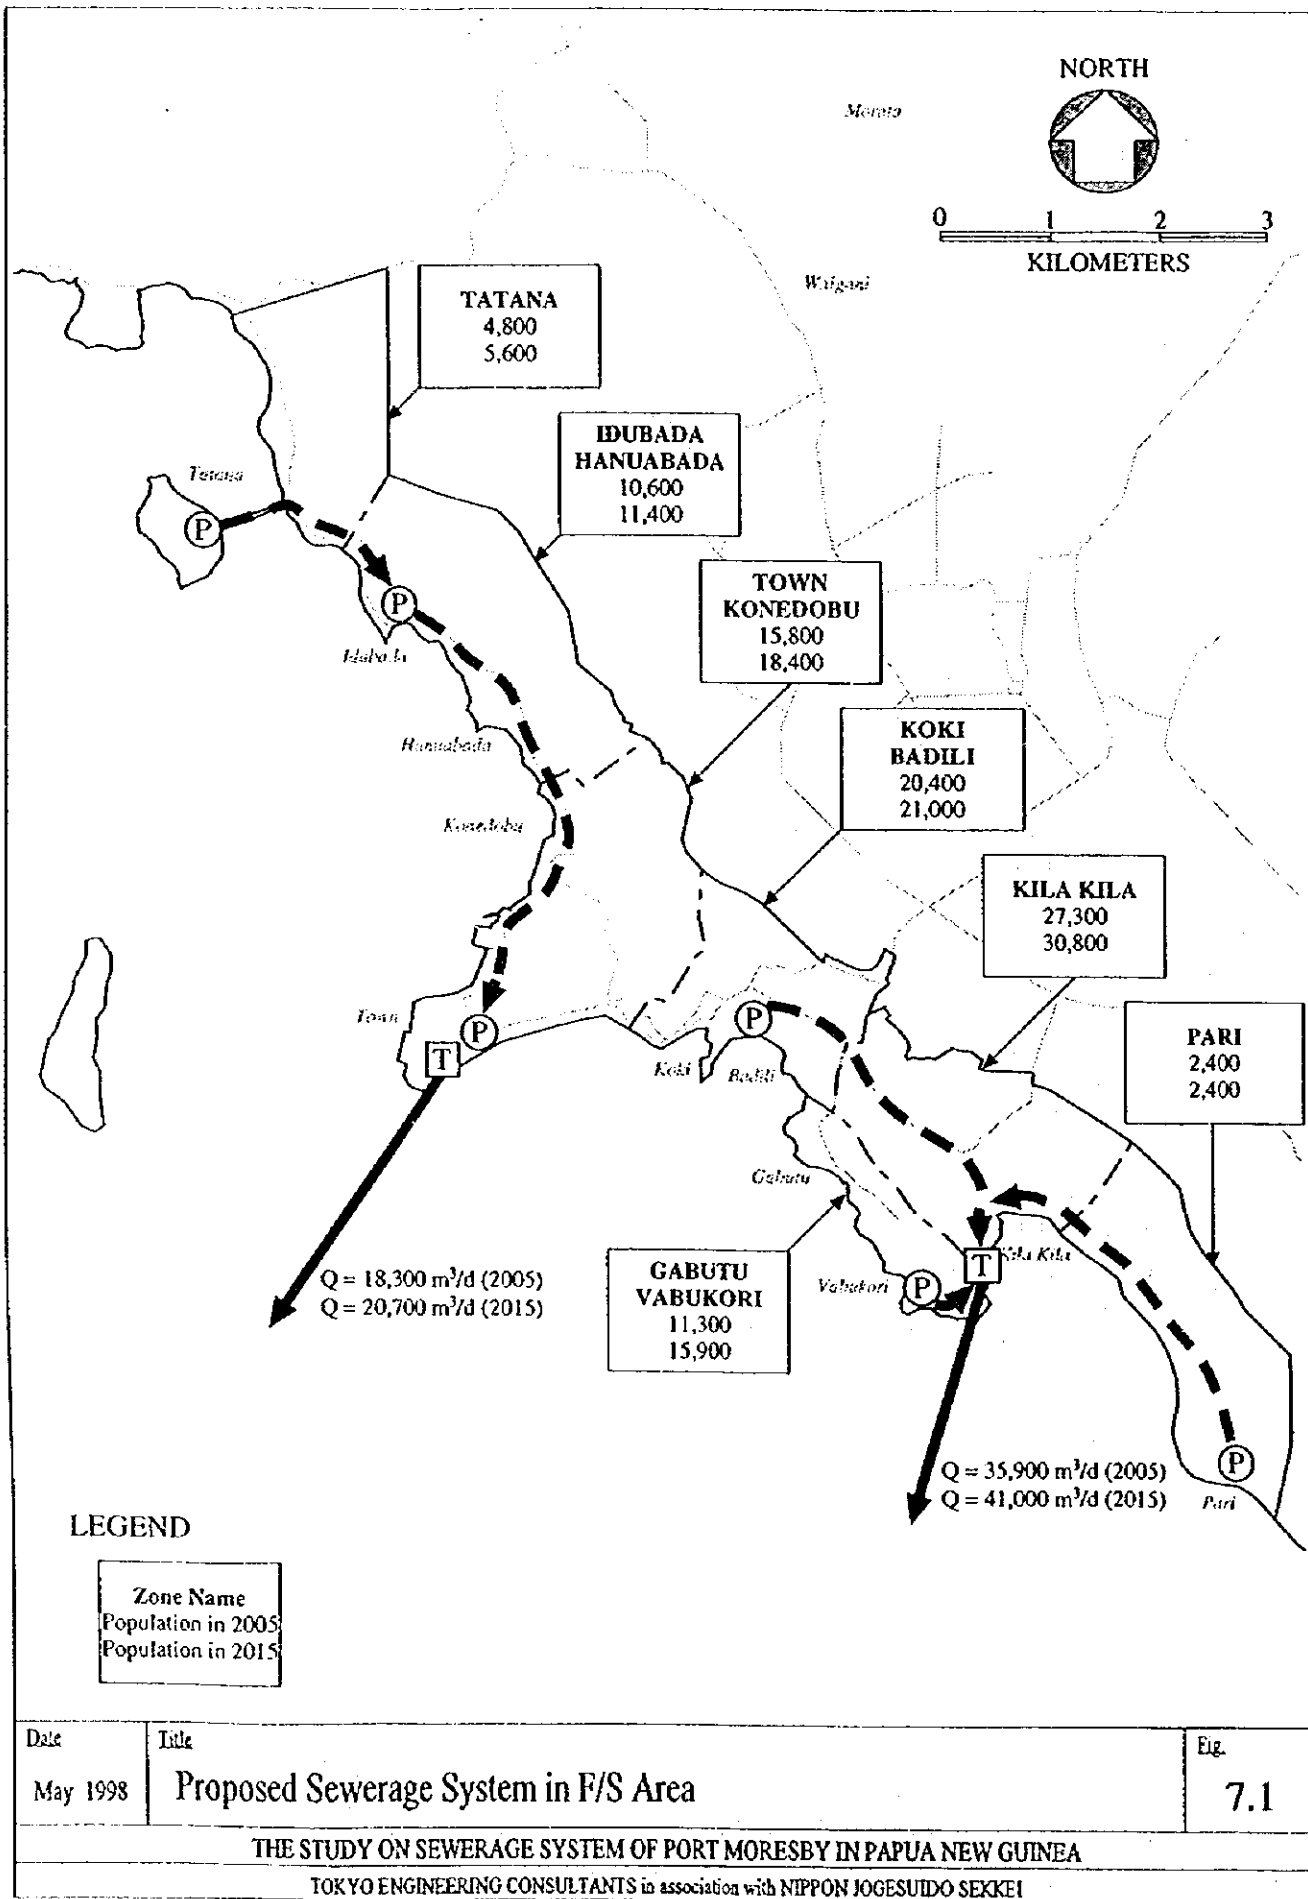 NORTH
Morata
0 1 2 3
KILOMETERS
Waigani
TATANA
4,800
5,600
IDUBADA
HANUABADA
10,600
11,400
Tatana
TOWN
KONEDOBU
15,800
18,400
P
P
Idubada
KOKI
BADILI
20,400
21,000
Hanuabada
Konedobu
KILA KILA
27,300
30,800
Town
P
T
P
Koki
Badili
PARI
2,400
2,400
Gabutu
GABUTU
VABUKORI
11,300
15,900
Vabukori
P
T
Kila Kila
Q = 18,300 m³/d (2005)
Q = 20,700 m³/d (2015)
P
Pari
Q = 35,900 m³/d (2005)
Q = 41,000 m³/d (2015)
LEGEND
Zone Name
Population in 2005
Population in 2015
Date
May 1998
Title
Proposed Sewerage System in F/S Area
Fig.
7.1
THE STUDY ON SEWERAGE SYSTEM OF PORT MORESBY IN PAPUA NEW GUINEA
TOKYO ENGINEERING CONSULTANTS in association with NIPPON JOGESUIDO SEKKEI